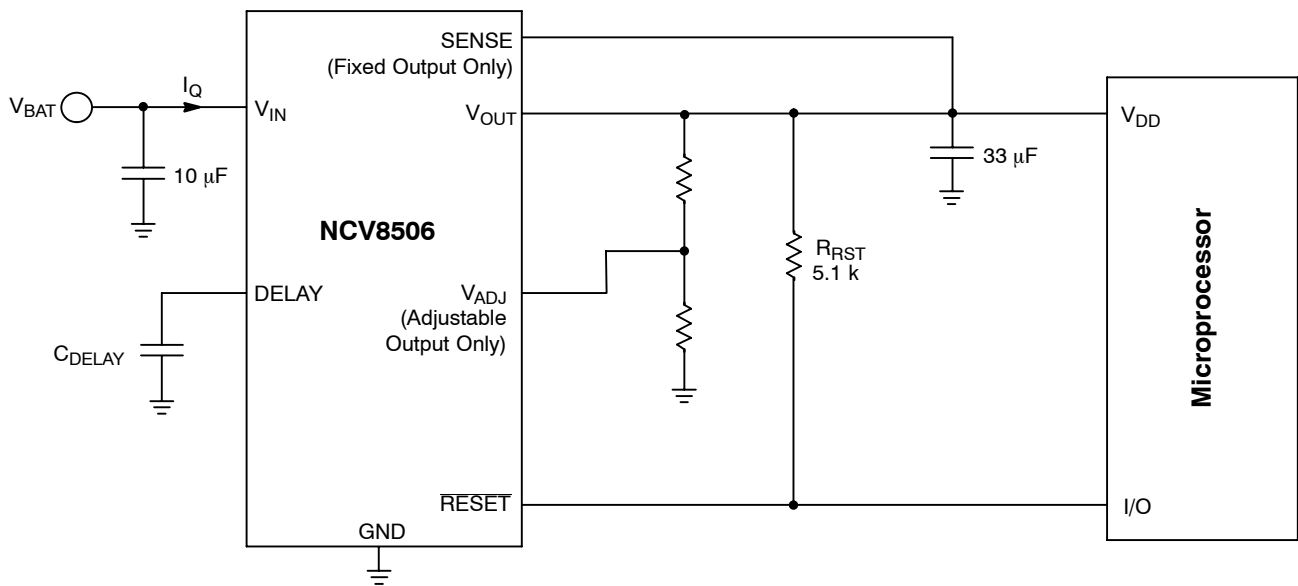 SENSE
(Fixed Output Only)
V_BAT
I_Q
V_IN
V_OUT
V_DD
10 μF
33 μF
NCV8506
R_RST
5.1 k
DELAY
V_ADJ
(Adjustable
Output Only)
C_DELAY
Microprocessor
RESET
I/O
GND